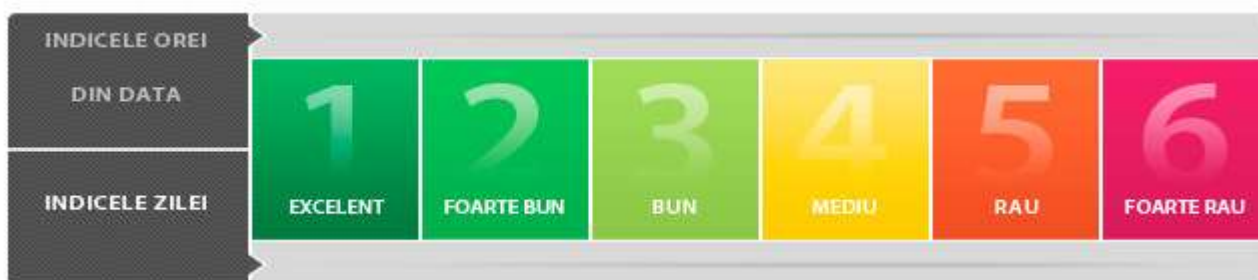 INDICELE OREI
DIN DATA
INDICELE ZILEI
1
EXCELENT
2
FOARTE BUN
3
BUN
4
MEDIU
5
RAU
6
FOARTE RAU